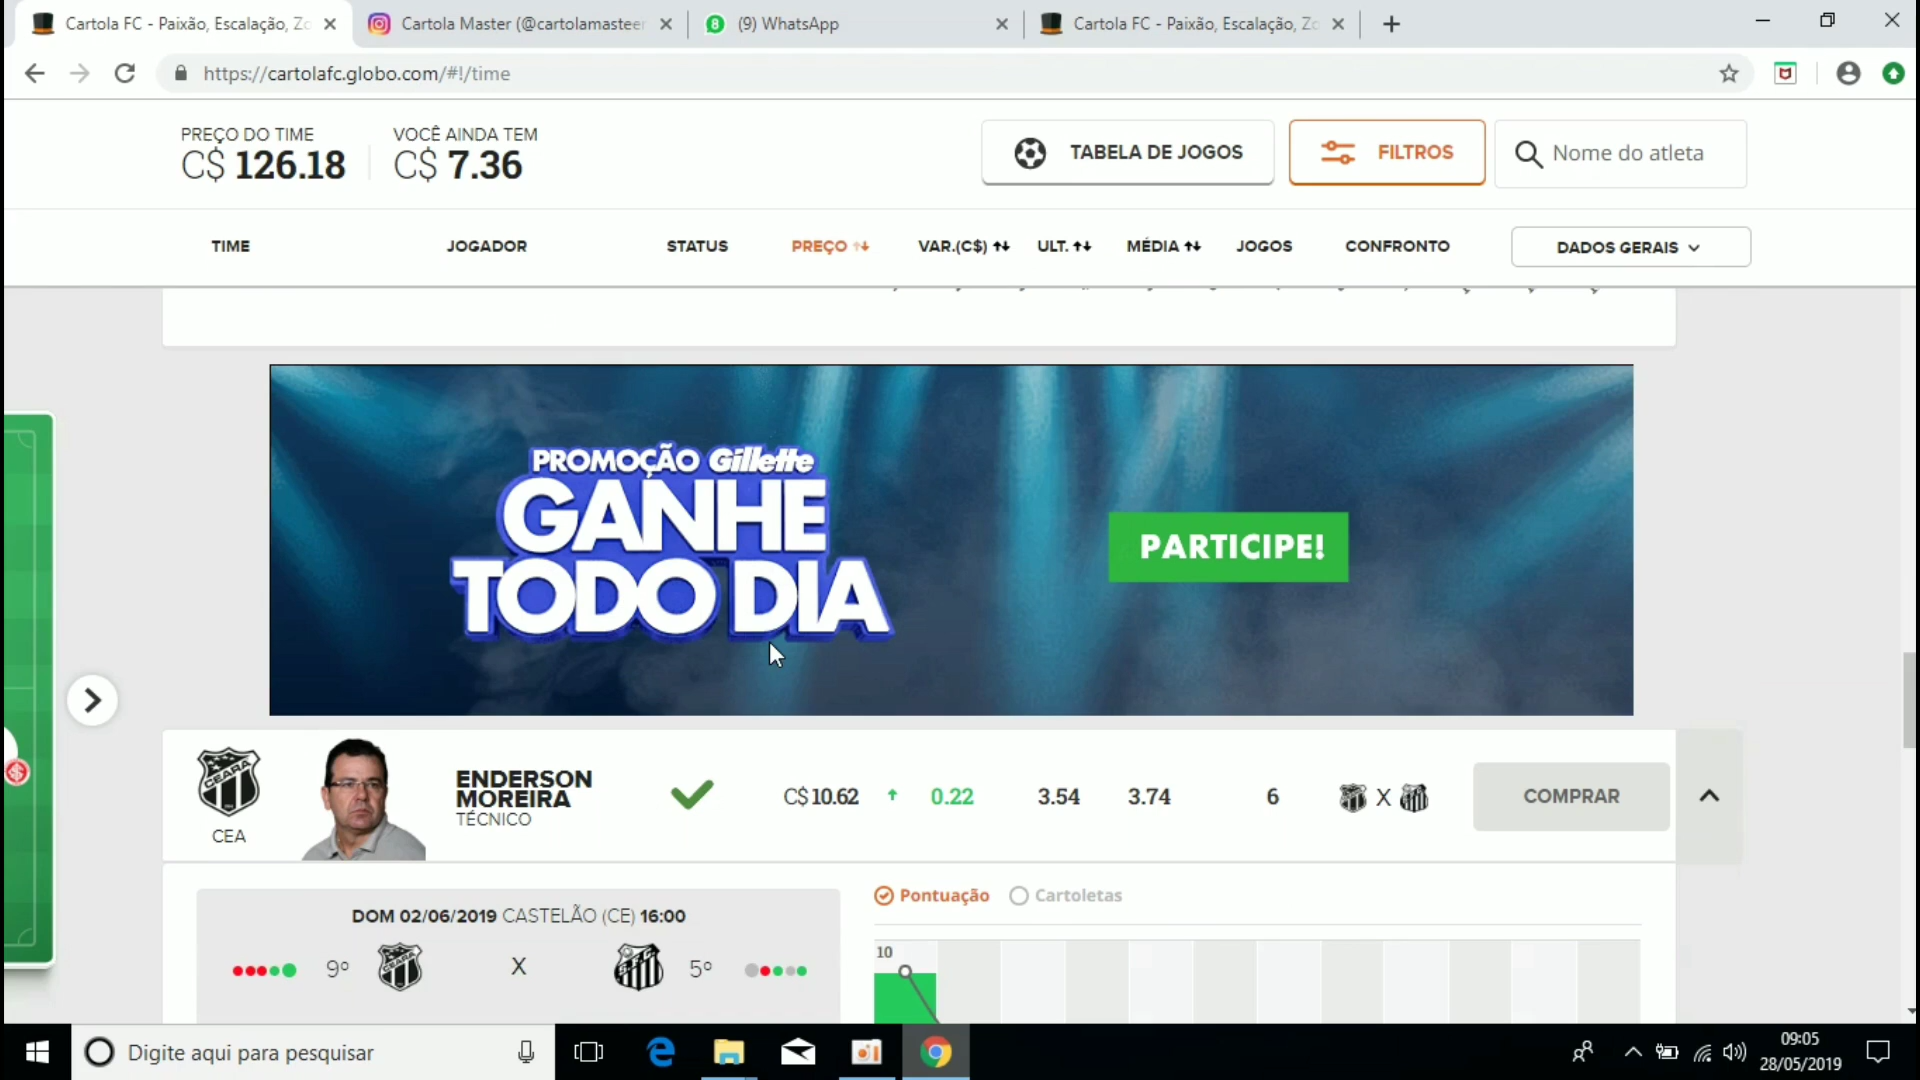 Cartola FC - Paixão, Escalação, Zo
Cartola Master (@cartolamasteer
(9) WhatsApp
Cartola FC - Paixão, Escalação, Zo
https://cartolafc.globo.com/#!/time
PREÇO DO TIME
C$ 126.18
VOCÊ AINDA TEM
C$ 7.36
TABELA DE JOGOS
FILTROS
Nome do atleta
TIME JOGADOR STATUS PREÇO VAR.(C$) ULT. MÉDIA JOGOS CONFRONTO DADOS GERAIS
PROMOÇÃO Gillette
GANHE
TODO DIA
PARTICIPE!
CEARÁ
CEA
ENDERSON
MOREIRA
TÉCNICO
C$ 10.62 0.22 3.54 3.74 6 X COMPRAR
Pontuação Cartoletas
DOM 02/06/2019 CASTELÃO (CE) 16:00
9º X 5º
10
Digite aqui para pesquisar
09:05
28/05/2019